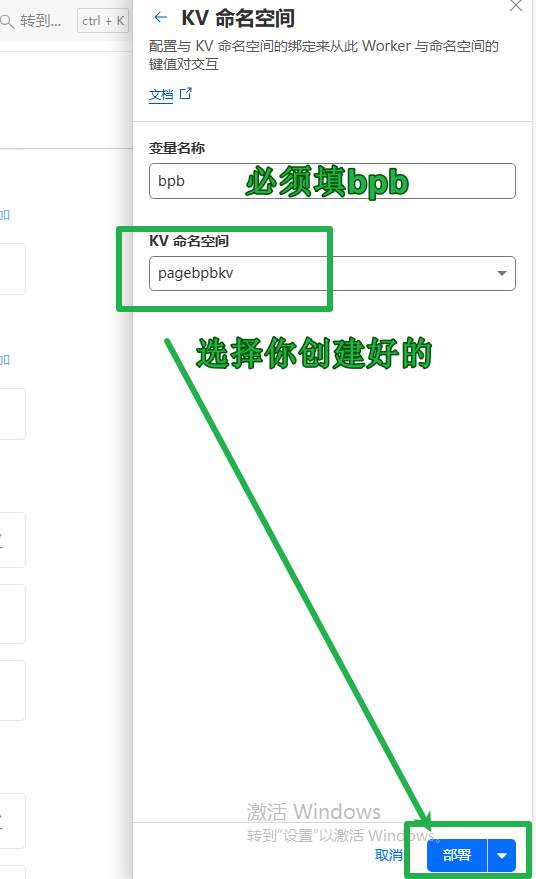 转到...
ctrl + K
KV 命名空间
配置与 KV 命名空间的绑定来从此 Worker 与命名空间的
键值对交互
文档
变量名称
bpb
必须填bpb
加
KV 命名空间
pagebpbkv
选择你创建好的
加
激活 Windows
转到"设置"以激活 Windows。
取消
部署